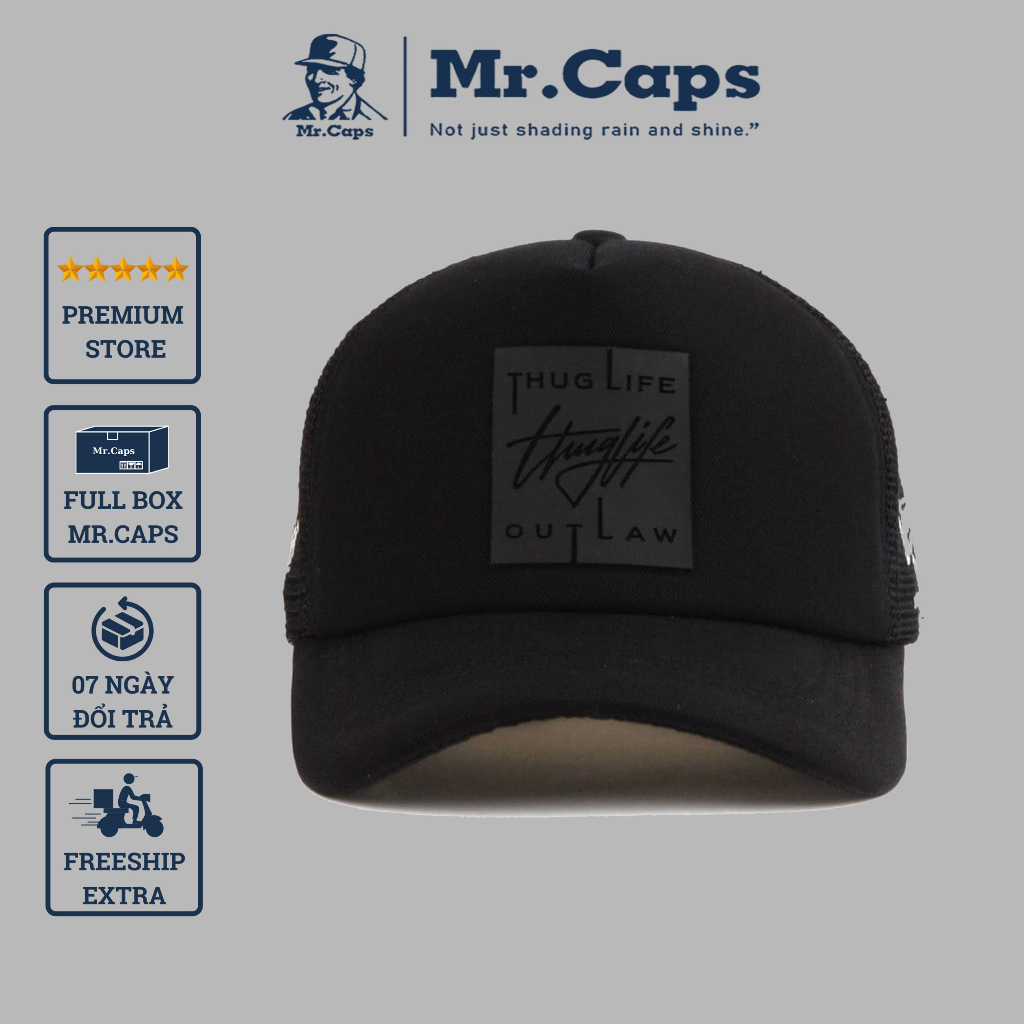 Mr.Caps
Mr.Caps
Not just shading rain and shine.”
PREMIUM
STORE
Mr.Caps
FULL BOX
MR.CAPS
07 NGÀY
ĐỔI TRẢ
FREESHIP
EXTRA
THUG LIFE
Thuglife
OUTLAW